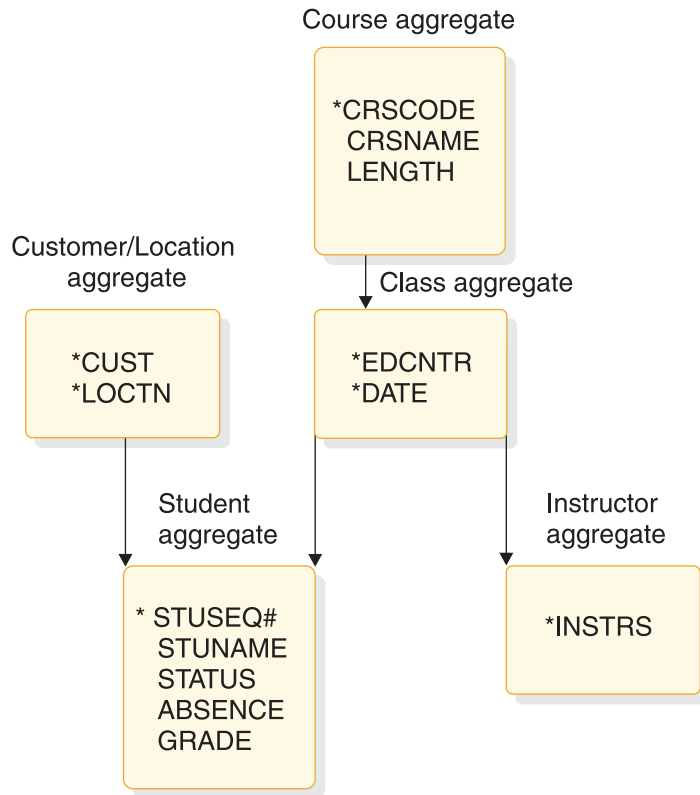 Course aggregate
*CRSCODE
CRSNAME
LENGTH
Customer/Location
aggregate
Class aggregate
*CUST
*LOCTN
*EDCNTR
*DATE
Student
aggregate
Instructor
aggregate
* STUSEQ#
STUNAME
STATUS
ABSENCE
GRADE
*INSTRS